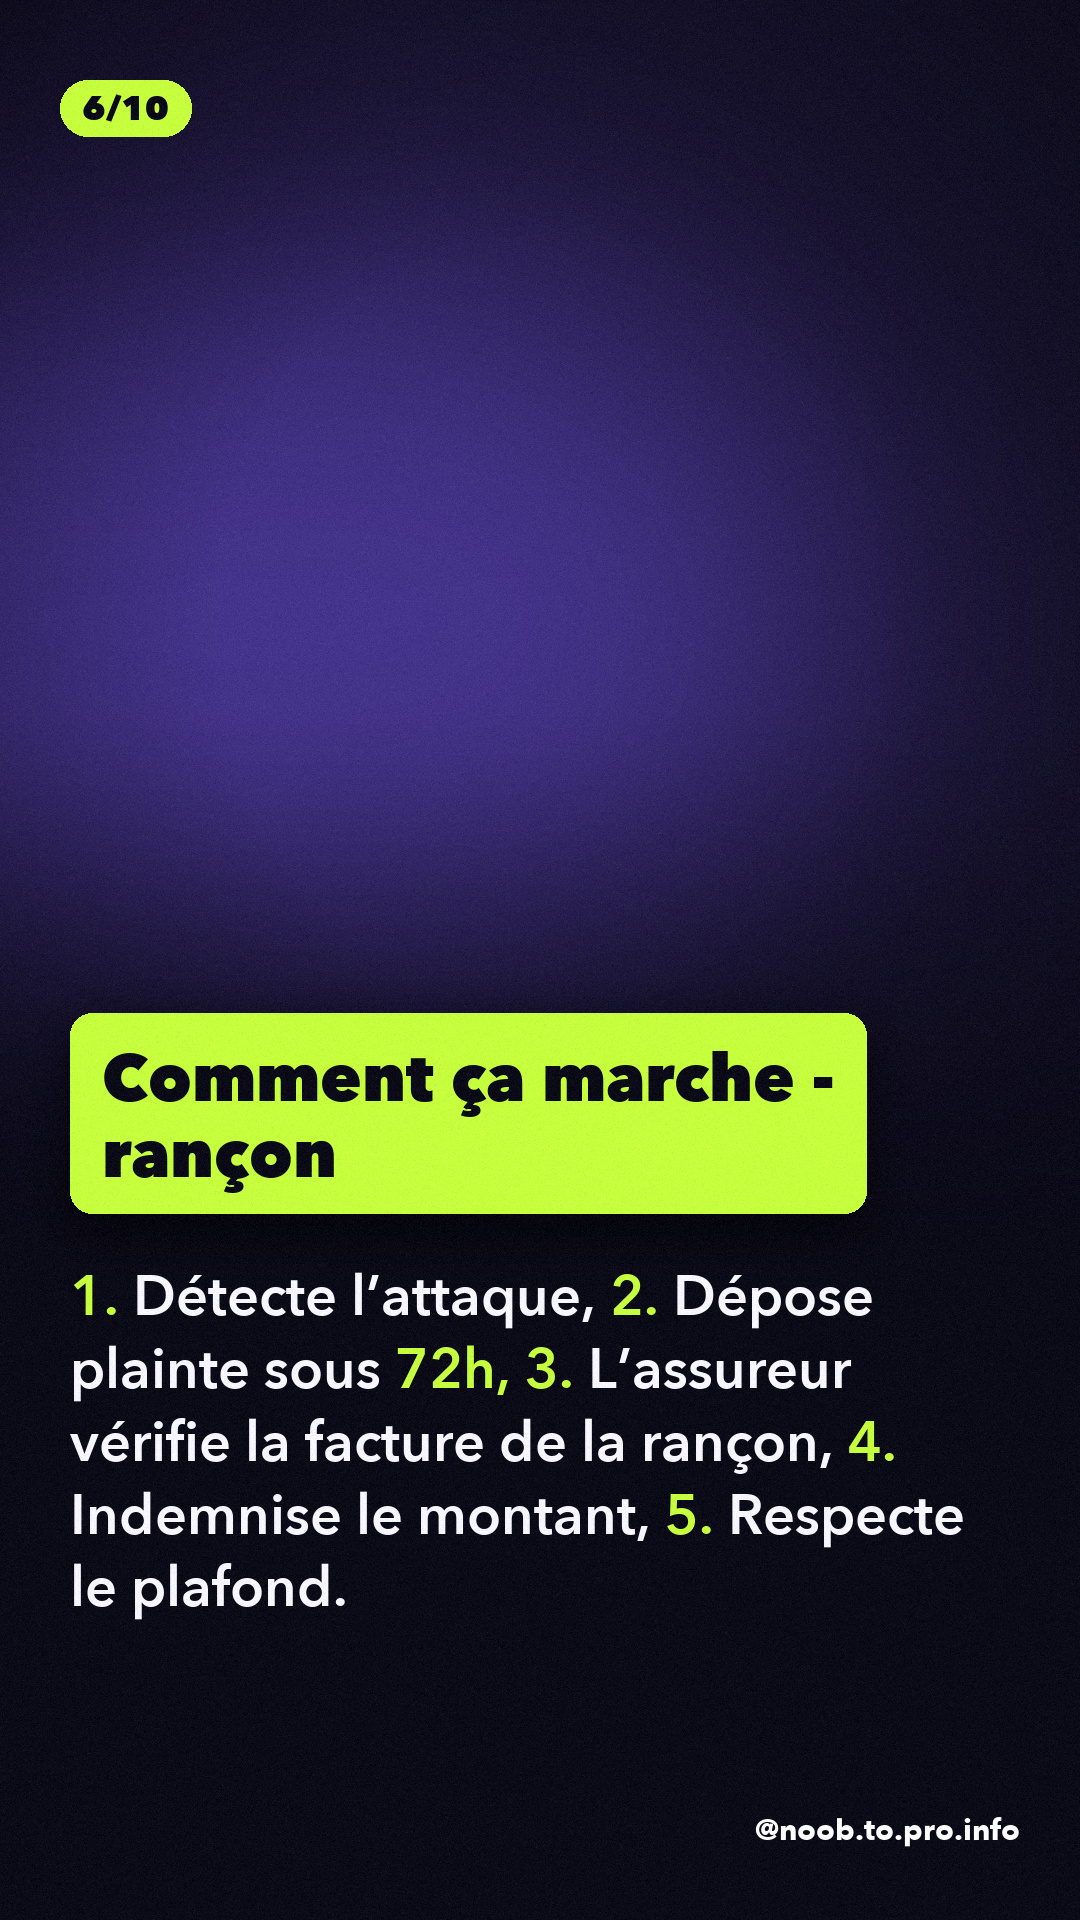 6/10
Comment ça marche -
rançon
1. Détecte l’attaque, 2. Dépose
plainte sous 72h, 3. L’assureur
vérifie la facture de la rançon, 4.
Indemnise le montant, 5. Respecte
le plafond.
@noob.to.pro.info